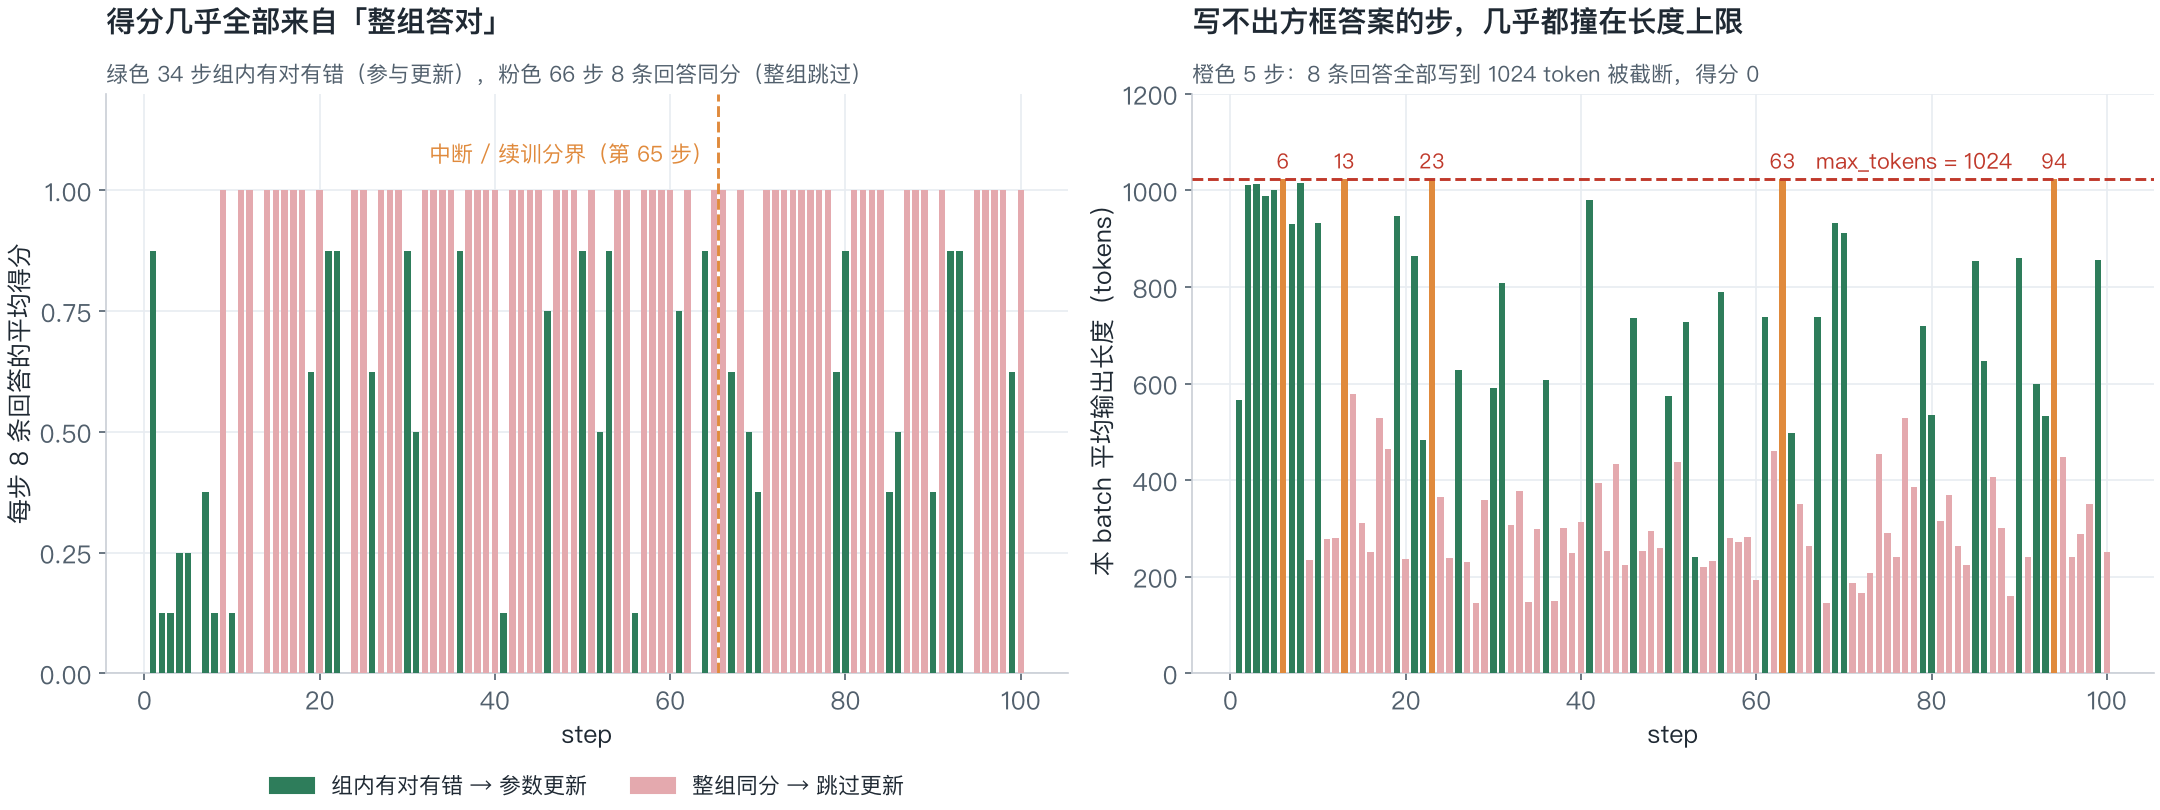 得分几乎全部来自「整组答对」
绿色 34 步组内有对有错（参与更新），粉色 66 步 8 条回答同分（整组跳过）
中断 / 续训分界（第 65 步）
每步 8 条回答的平均得分
1.00
0.75
0.50
0.25
0.00
0 20 40 60 80 100
step
组内有对有错 → 参数更新
整组同分 → 跳过更新
写不出方框答案的步，几乎都撞在长度上限
橙色 5 步：8 条回答全部写到 1024 token 被截断，得分 0
本 batch 平均输出长度（tokens）
1200
1000
800
600
400
200
0
6 13 23 63 max_tokens = 1024 94
0 20 40 60 80 100
step